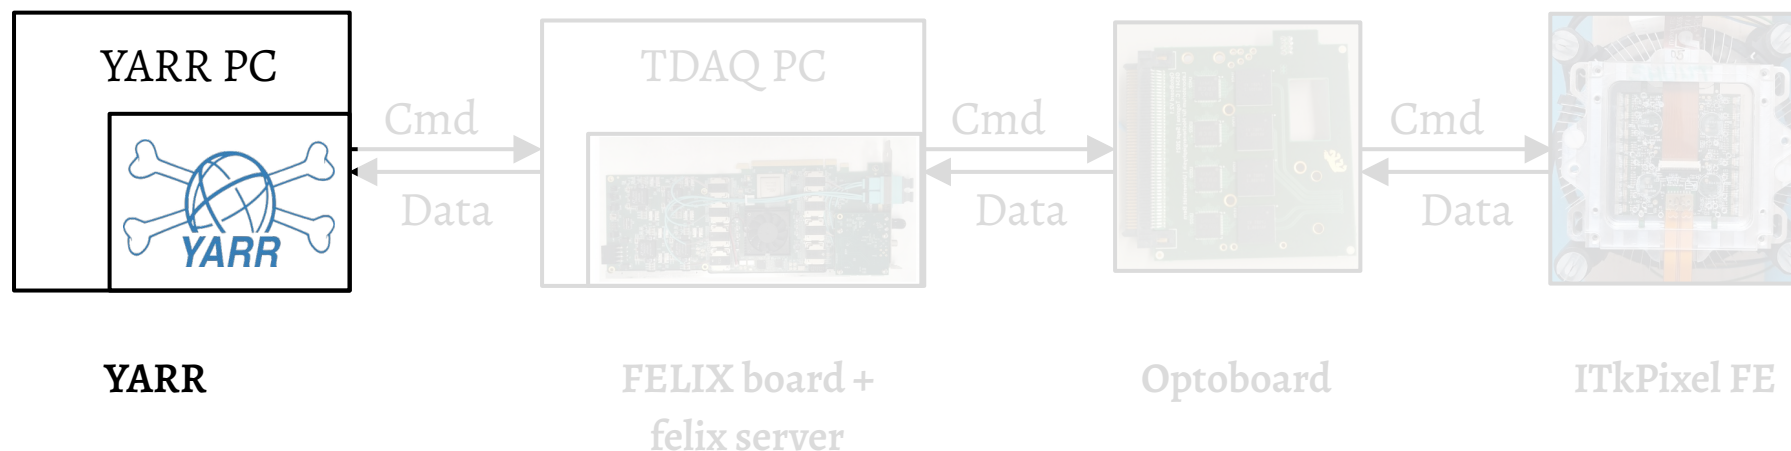 YARR PC
TDAQ PC
Cmd
Cmd
Cmd
YARR
Data
Data
Data
YARR
FELIX board +
felix server
Optoboard
ITkPixel FE